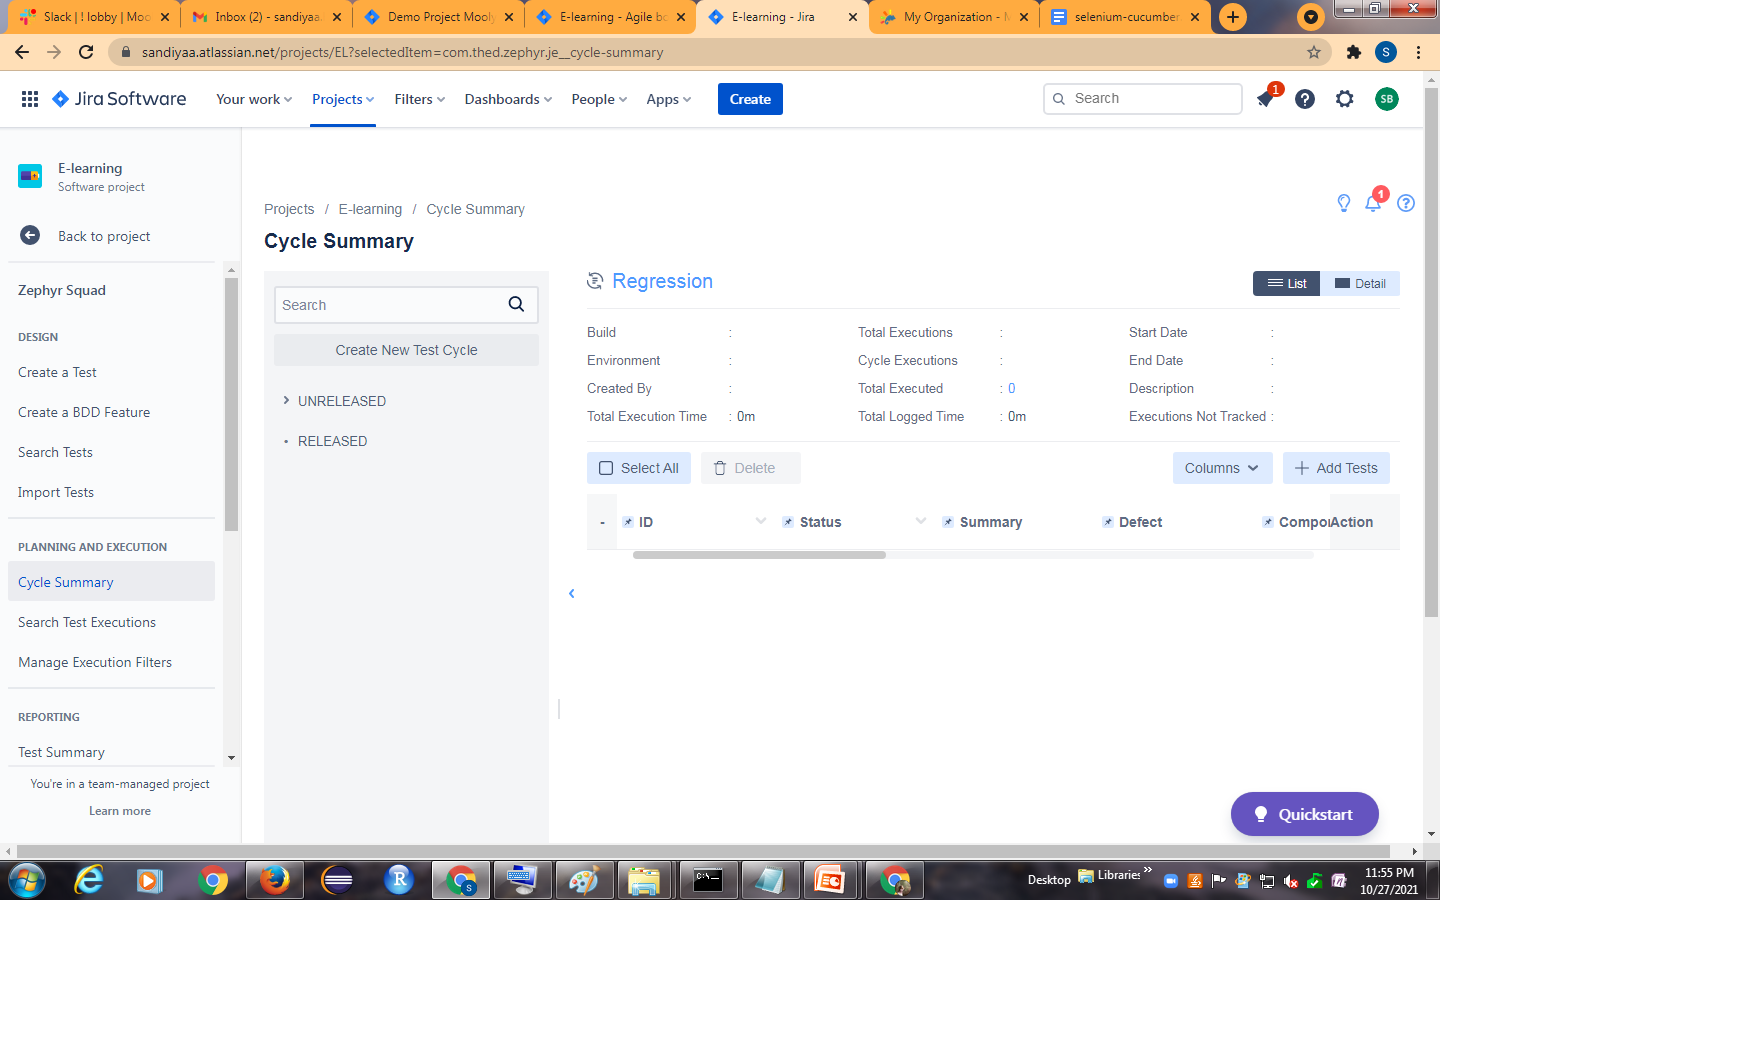 Slack | ! lobby | Moo
Inbox (2) - sandiyaa
Demo Project Mooly
E-learning - Agile bo
E-learning - Jira
My Organization - M
selenium-cucumber
sandiyaa.atlassian.net/projects/EL?selectedItem=com.thed.zephyr.je__cycle-summary
S
Jira Software
Your work
Projects
Filters
Dashboards
People
Apps
Create
Search
1
SB
E-learning
Software project
Back to project
Zephyr Squad
DESIGN
Create a Test
Create a BDD Feature
Search Tests
Import Tests
PLANNING AND EXECUTION
Cycle Summary
Search Test Executions
Manage Execution Filters
REPORTING
Test Summary
You're in a team-managed project
Learn more
Projects / E-learning / Cycle Summary
1
Cycle Summary
Search
Create New Test Cycle
UNRELEASED
RELEASED
Regression
List
Detail
Build :
Total Executions :
Start Date :
Environment :
Cycle Executions :
End Date :
Created By :
Total Executed : 0
Description :
Total Execution Time : 0m
Total Logged Time : 0m
Executions Not Tracked :
Select All
Delete
Columns
+ Add Tests
- ID
Status
Summary
Defect
Compo
Action
Quickstart
Desktop
Libraries
»
11:55 PM
10/27/2021